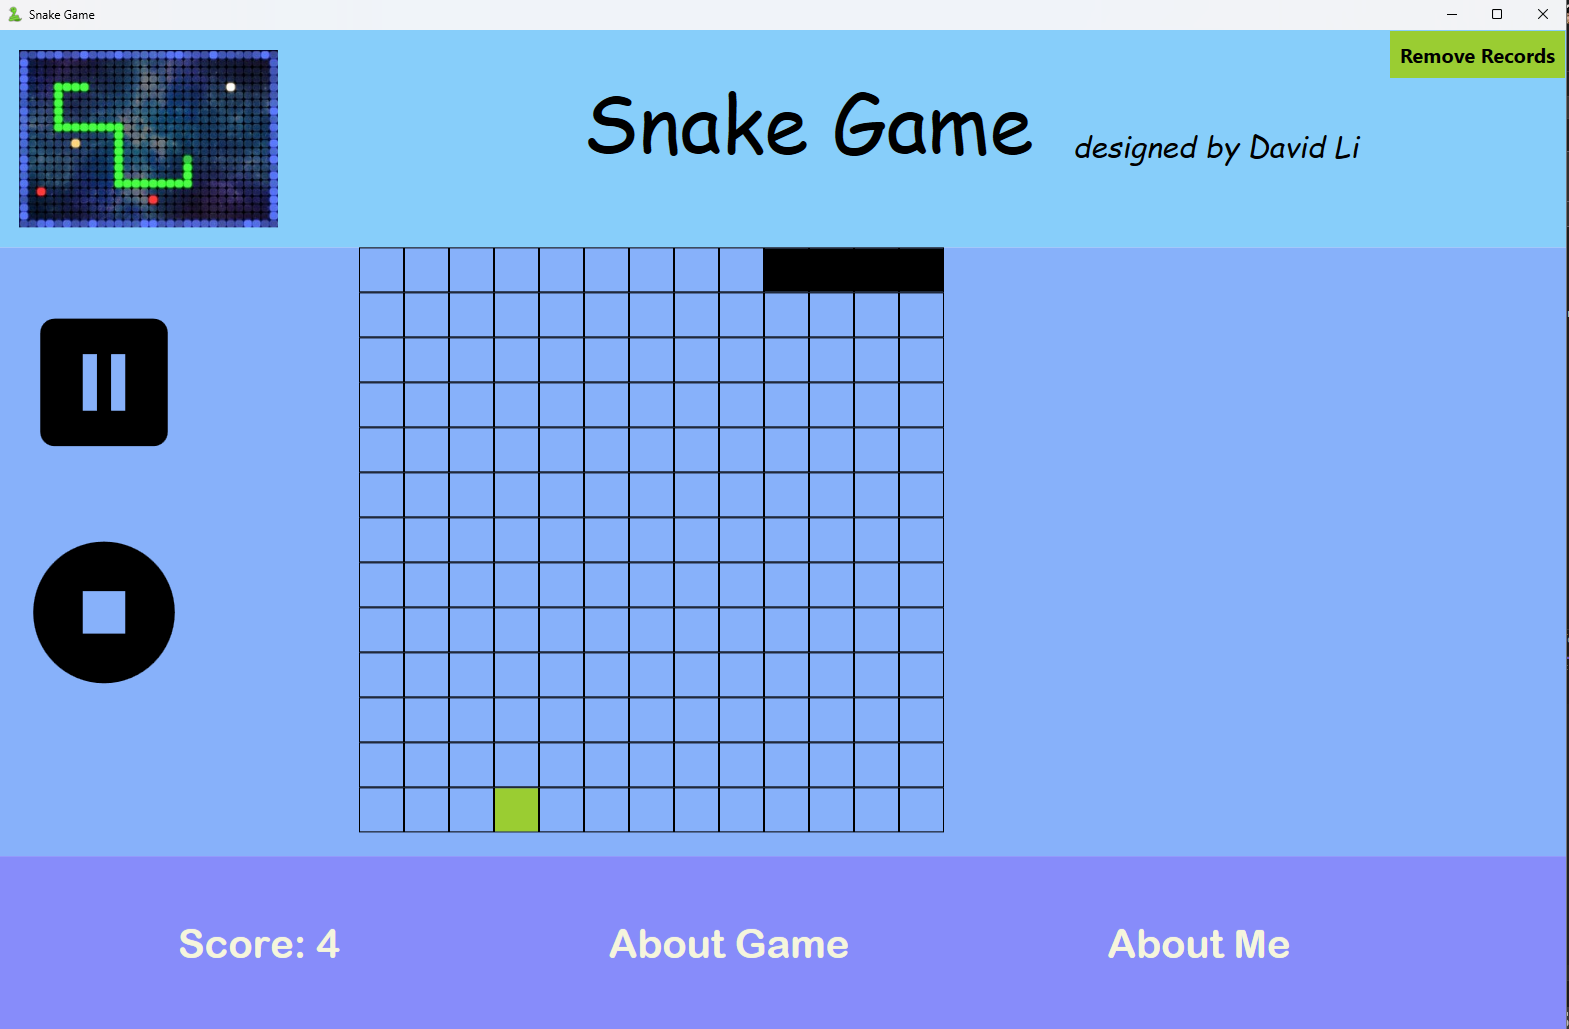 Snake Game
Remove Records
Snake Game
designed by David Li
Score: 4
About Game
About Me